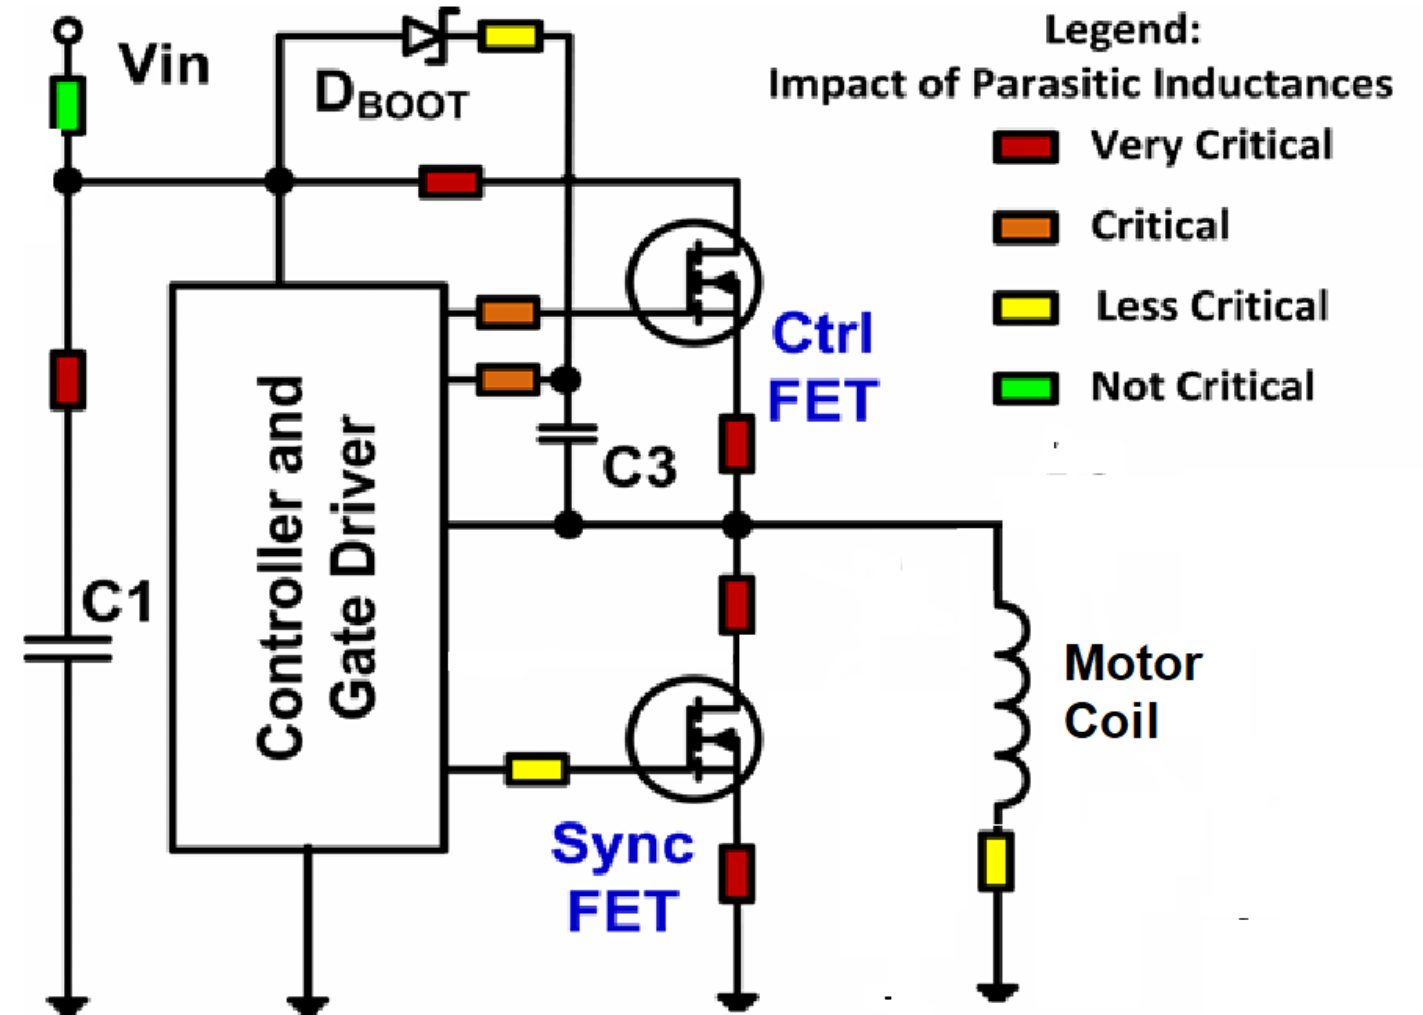 Vin
DBOOT
Legend:
Impact of Parasitic Inductances
Very Critical
Critical
Less Critical
Not Critical
Ctrl
FET
C3
C1
Controller and
Gate Driver
Motor
Coil
Sync
FET